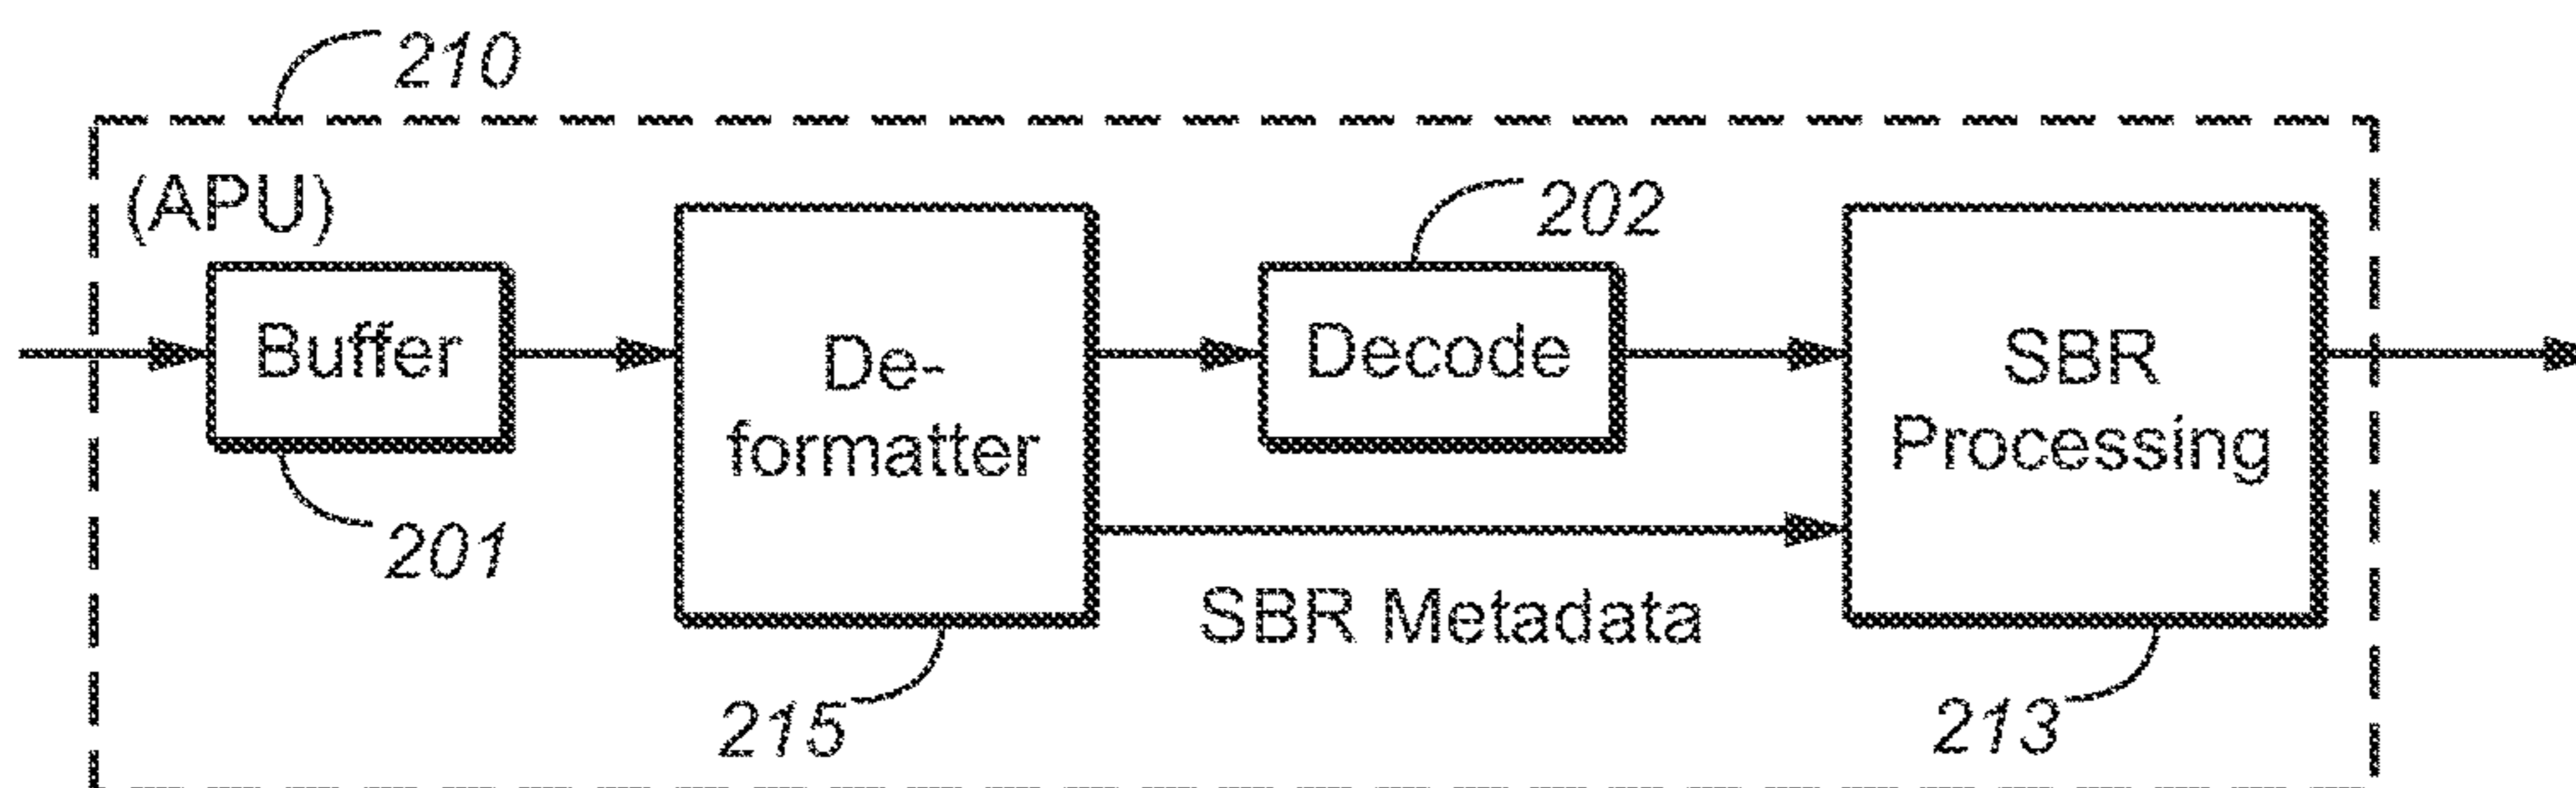 210
(APU)
202
Buffer
De-
formatter
Decode
SBR
Processing
201
SBR Metadata
215
213